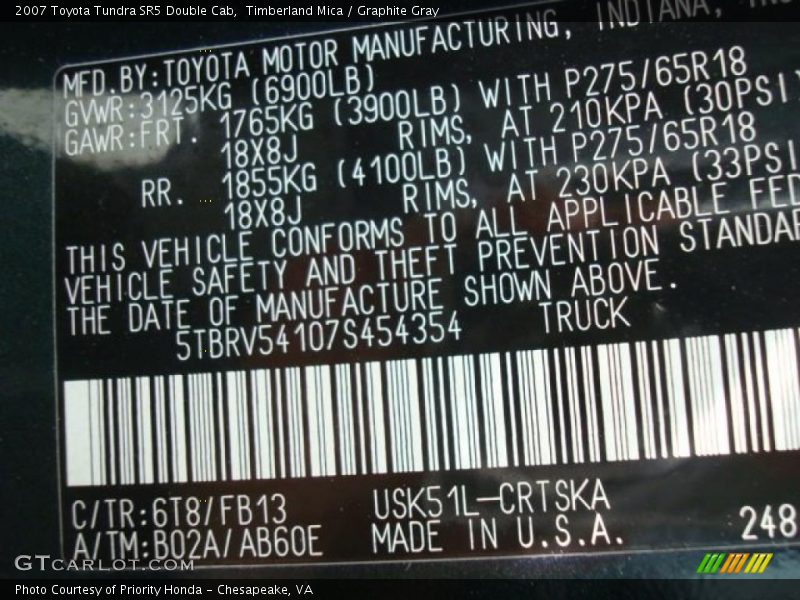 2007 Toyota Tundra SR5 Double Cab,  Timberland Mica / Graphite Gray
MFD.BY:TOYOTA MOTOR MANUFACTURING, INDIANA,
GVWR:3125KG (6900LB)
GAWR:FRT. 1765KG (3900LB) WITH P275/65R18
18X8J RIMS, AT 210KPA (30PSI)
RR. 1855KG (4100LB) WITH P275/65R18
18X8J RIMS, AT 230KPA (33PSI
THIS VEHICLE CONFORMS TO ALL APPLICABLE FED
VEHICLE SAFETY AND THEFT PREVENTION STANDAR
THE DATE OF MANUFACTURE SHOWN ABOVE.
5TBRV54107S454354 TRUCK
C/TR:6T8/FB13 USK51L-CRTSKA
A/TM:B02A/AB60E MADE IN U.S.A. 248
GTCARLOT.COM
Photo Courtesy of Priority Honda - Chesapeake, VA